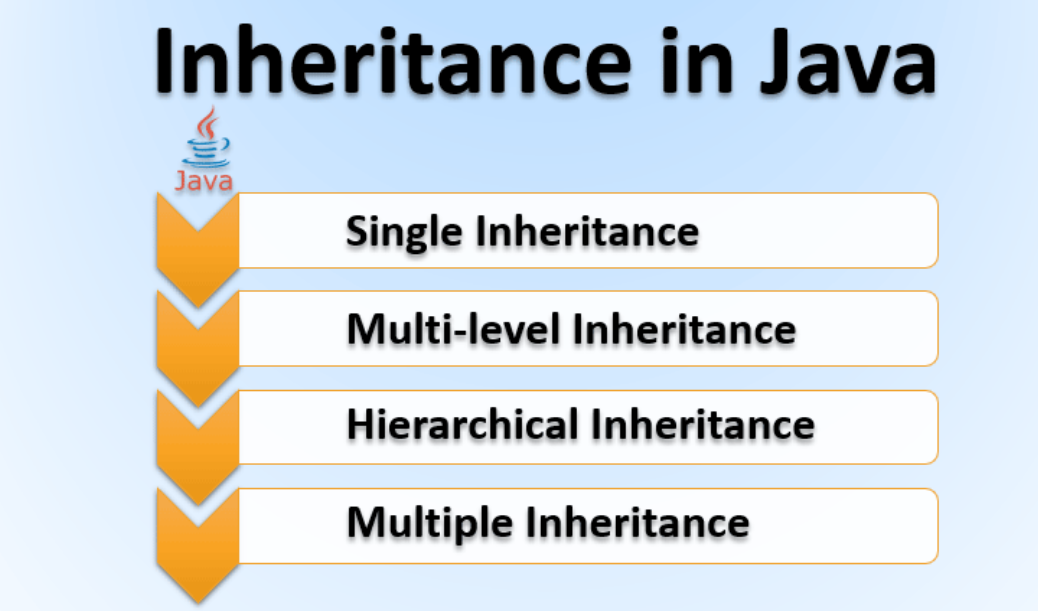 Inheritance in Java
Java
Single Inheritance
Multi-level Inheritance
Hierarchical Inheritance
Multiple Inheritance